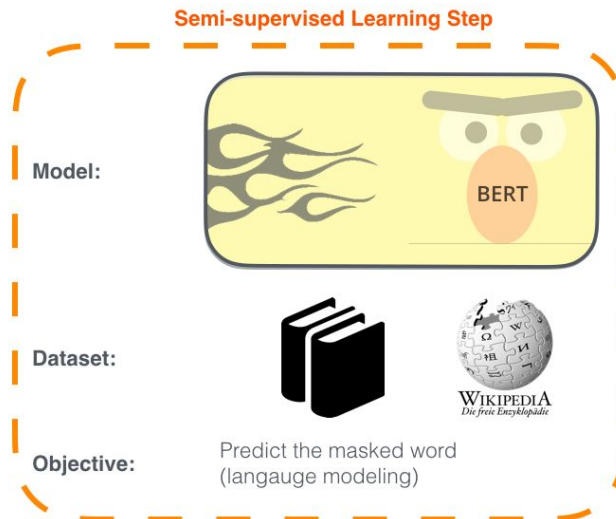 Semi-supervised Learning Step
Model:
BERT
Dataset:
WIKIPEDIA
Die freie Enzyklopädie
Objective:
Predict the masked word
(langauge modeling)